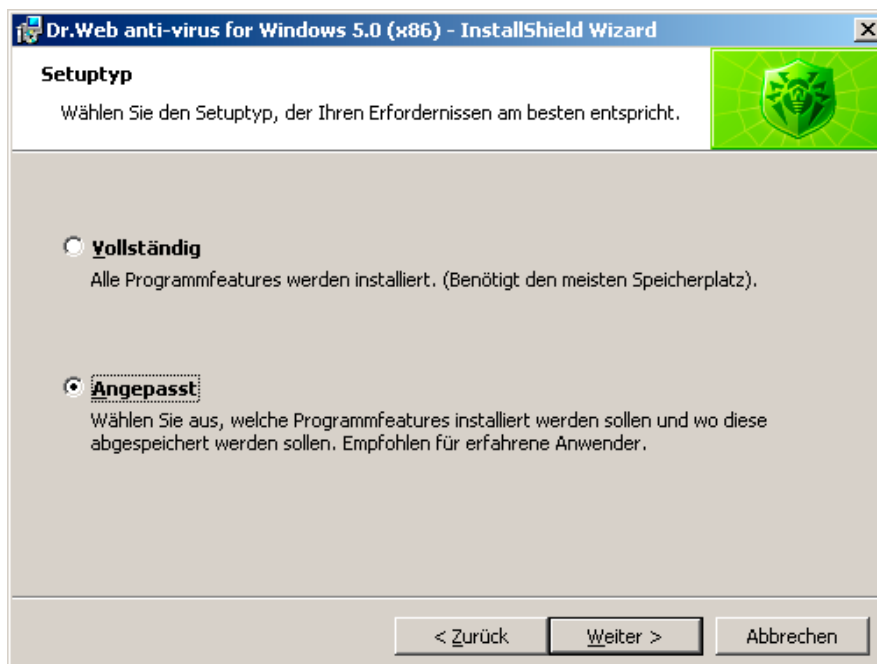 Dr.Web anti-virus for Windows 5.0 (x86) - InstallShield Wizard
Setuptyp
Wählen Sie den Setuptyp, der Ihren Erfordernissen am besten entspricht.
Vollständig
Alle Programmfeatures werden installiert. (Benötigt den meisten Speicherplatz).
Angepasst
Wählen Sie aus, welche Programmfeatures installiert werden sollen und wo diese
abgespeichert werden sollen. Empfohlen für erfahrene Anwender.
< Zurück Weiter > Abbrechen